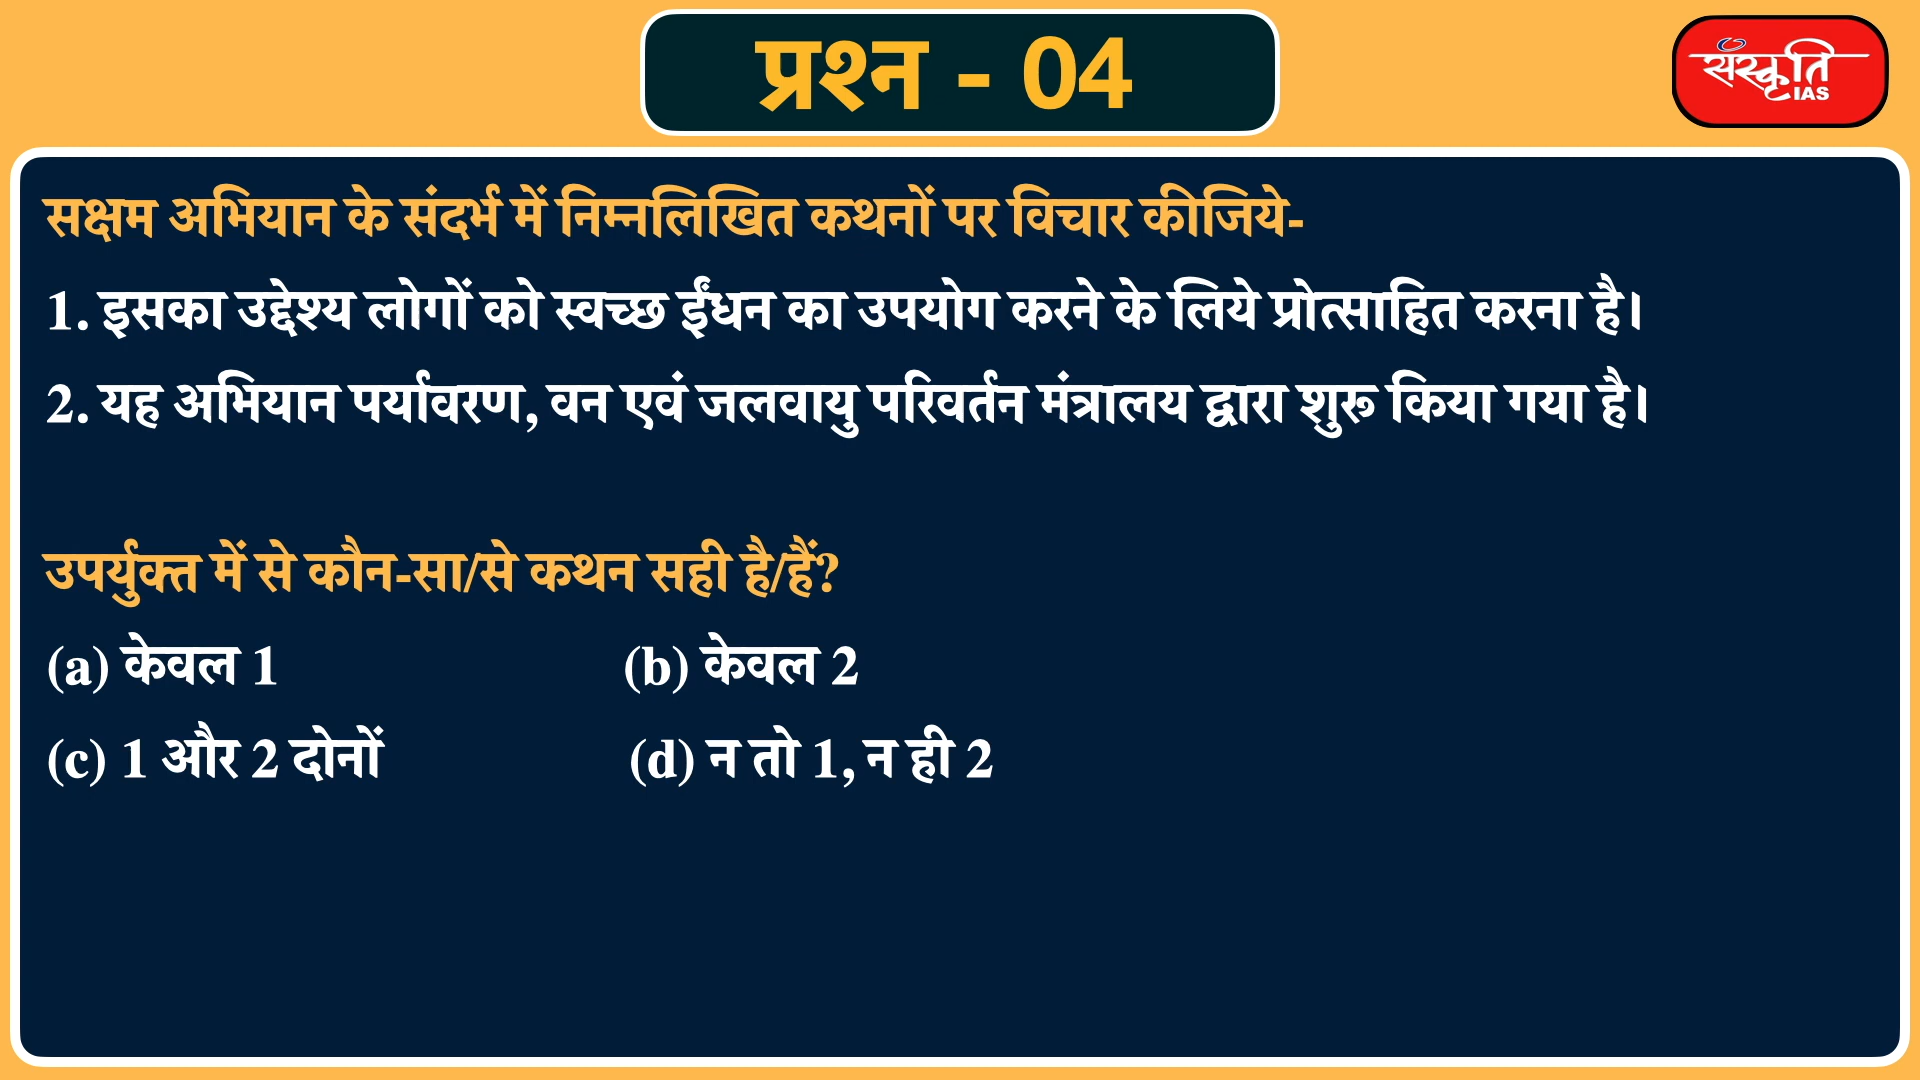 प्रश्न - 04
संस्कृति
IAS
सक्षम अभियान के संदर्भ में निम्नलिखित कथनों पर विचार कीजिये-
1. इसका उद्देश्य लोगों को स्वच्छ ईंधन का उपयोग करने के लिये प्रोत्साहित करना है।
2. यह अभियान पर्यावरण, वन एवं जलवायु परिवर्तन मंत्रालय द्वारा शुरू किया गया है।
उपर्युक्त में से कौन-सा/से कथन सही है/हैं?
(a) केवल 1 (b) केवल 2
(c) 1 और 2 दोनों (d) न तो 1, न ही 2